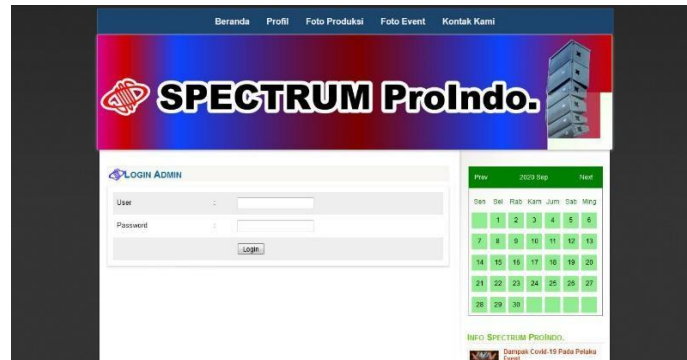 Beranda Profil Foto Produksi Foto Event Kontak Kami
SPECTRUM ProIndo.
LOGIN ADMIN
User :
Password :
Login
Prev 2020 Sep Next
Sen Sel Rab Kam Jum Sab Ming
1 2 3 4 5 6
7 8 9 10 11 12 13
14 15 16 17 18 19 20
21 22 23 24 25 26 27
28 29 30
INFO SPECTRUM PROINDO.
Dampak Covid-19 Pada Pelaku
Event